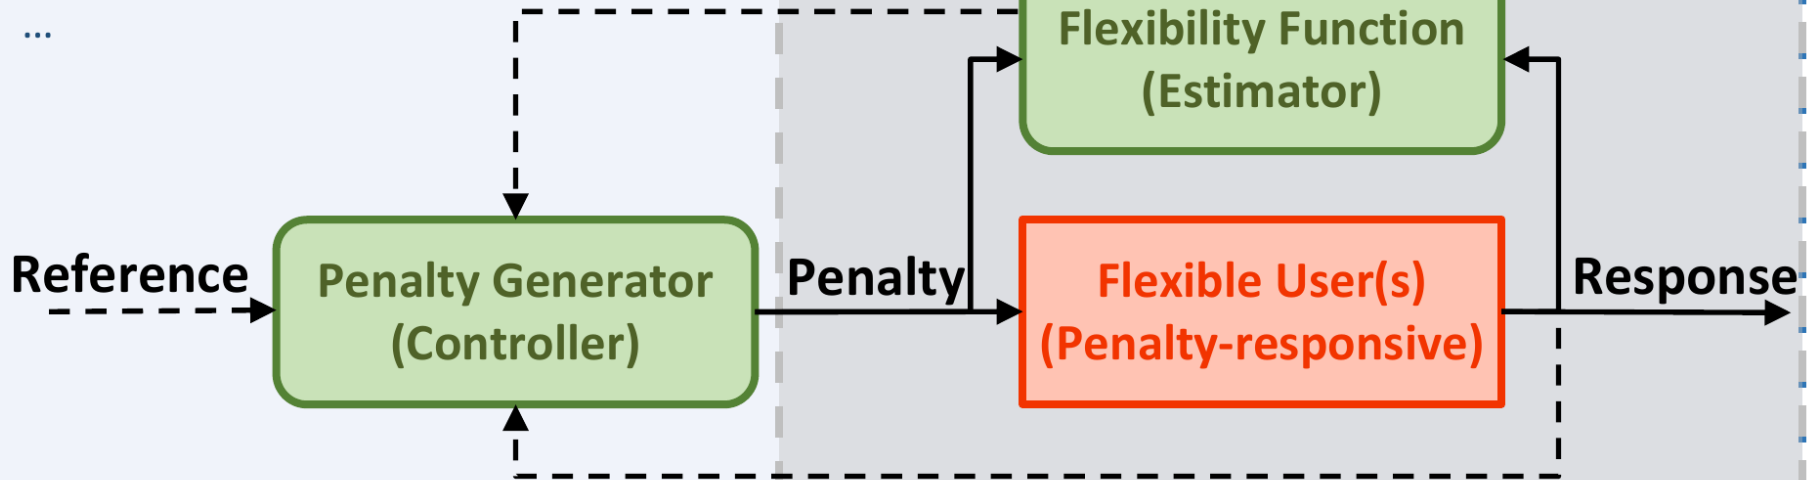 ...
Flexibility Function
(Estimator)
Reference
Penalty Generator
(Controller)
Penalty
Flexible User(s)
(Penalty-responsive)
Response